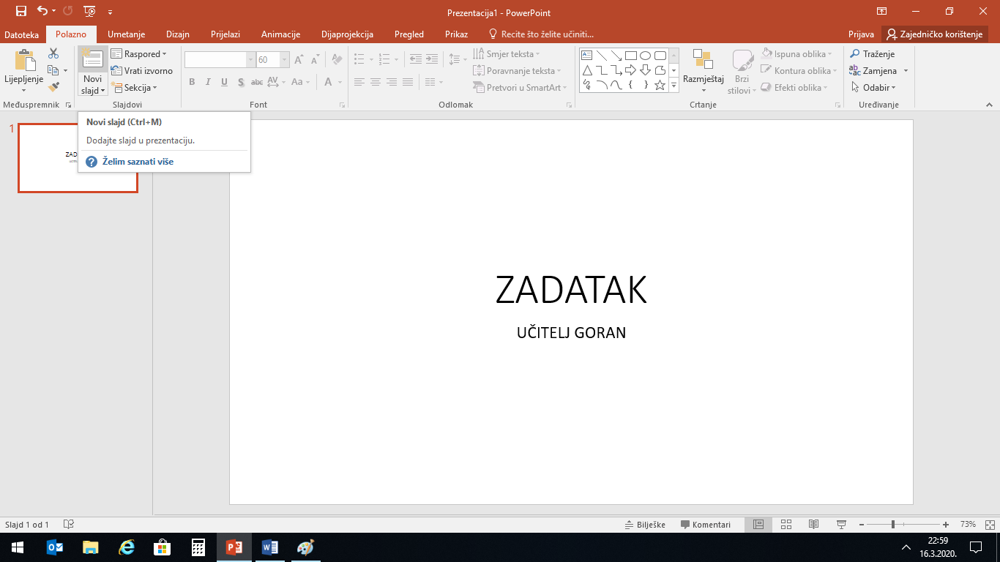 Prezentacija1 - PowerPoint
Datoteka Polazno Umetanje Dizajn Prijelazi Animacije Dijaprojekcija Pregled Prikaz Recite što želite učiniti... Prijava Zajedničko korištenje
Lijepljenje
Novi slajd
Raspored
Vrati izvorno
Sekcija
60
B I U S abc AV Aa A
Smjer teksta
Poravnanje teksta
Pretvori u SmartArt
Razmještaj
Brzi stilovi
Ispuna oblika
Kontura oblika
Efekti oblika
Traženje
Zamjena
Odabir
Međuspremnik Slajdovi Font Odlomak Crtanje Uređivanje
Novi slajd (Ctrl+M)
Dodajte slajd u prezentaciju.
Želim saznati više
1
ZADATAK
UČITELJ GORAN
Slajd 1 od 1 Bilješke Komentari 73%
22:59
16.3.2020.